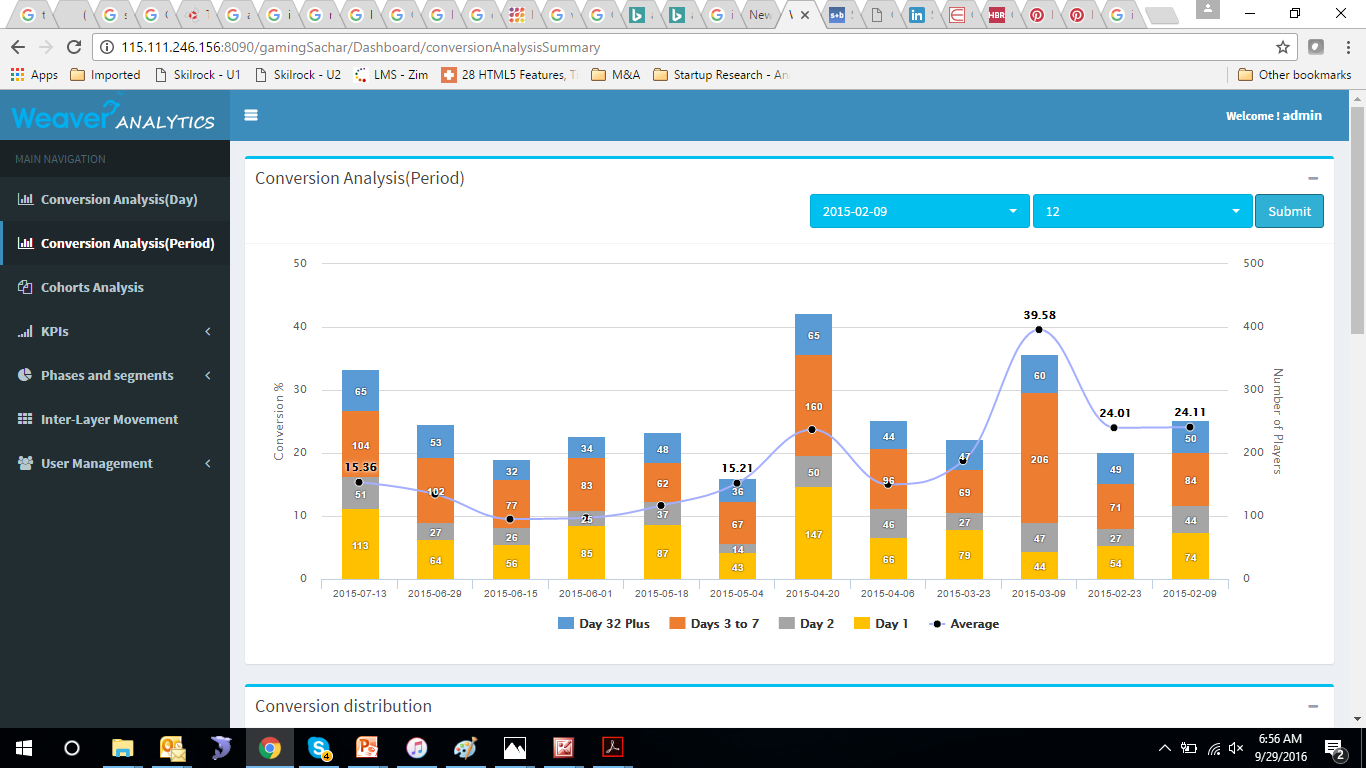 115.111.246.156:8090/gamingSachar/Dashboard/conversionAnalysisSummary
Apps Imported Skilrock - U1 Skilrock - U2 LMS - Zim 28 HTML5 Features, M&A Startup Research - An Other bookmarks
Weaver ANALYTICS
Welcome ! admin
MAIN NAVIGATION
Conversion Analysis(Day)
Conversion Analysis(Period)
Cohorts Analysis
KPIs
Phases and segments
Inter-Layer Movement
User Management
Conversion Analysis(Period)
2015-02-09 12 Submit
Conversion %
50
40
30
20
10
0
65 104 51 113
53 102 27 64
32 77 26 56
34 83 25 85
48 62 37 87
36 67 14 43
65 160 50 147
44 96 46 66
47 69 27 79
60 206 47 44
49 71 27 54
50 84 44 74
15.36 15.21 39.58 24.01 24.11
500
400
300
200
100
0
Number of Players
2015-07-13 2015-06-29 2015-06-15 2015-06-01 2015-05-18 2015-05-04 2015-04-20 2015-04-06 2015-03-23 2015-03-09 2015-02-23 2015-02-09
Day 32 Plus Days 3 to 7 Day 2 Day 1 Average
Conversion distribution
4
6:56 AM
9/29/2016
2